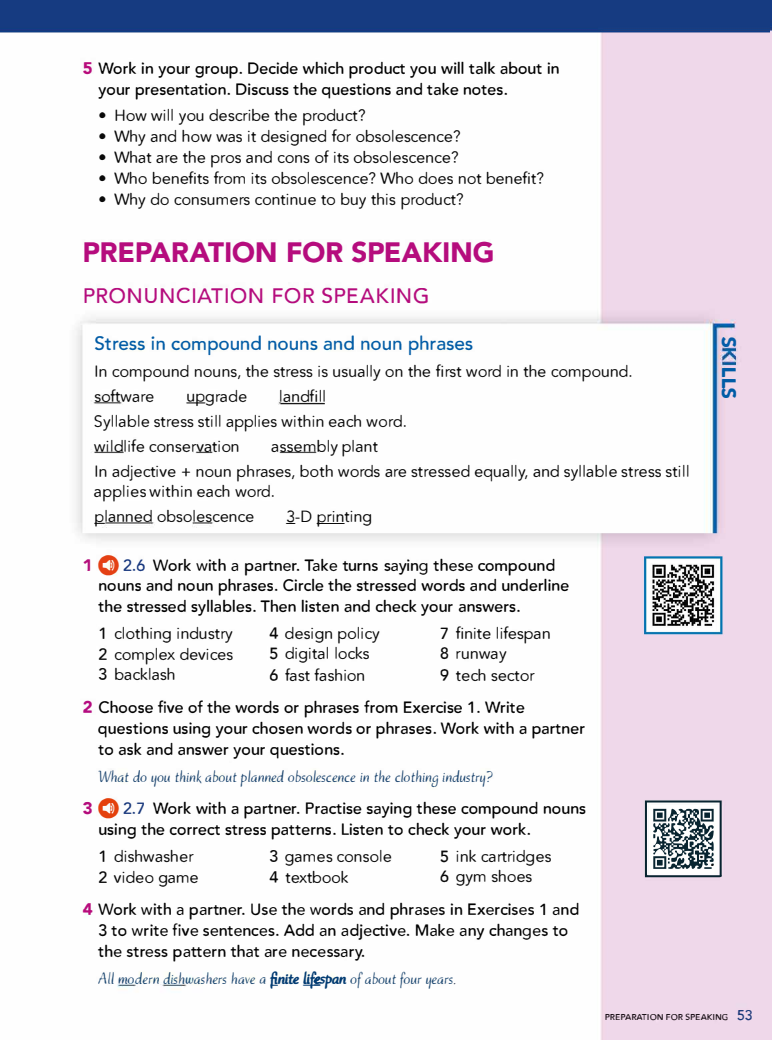 5 Work in your group. Decide which product you will talk about in
your presentation. Discuss the questions and take notes.
• How will you describe the product?
• Why and how was it designed for obsolescence?
• What are the pros and cons of its obsolescence?
• Who benefits from its obsolescence? Who does not benefit?
• Why do consumers continue to buy this product?
PREPARATION FOR SPEAKING
PRONUNCIATION FOR SPEAKING
SKILLS
Stress in compound nouns and noun phrases
In compound nouns, the stress is usually on the first word in the compound.
software upgrade landfill
Syllable stress still applies within each word.
wildlife conservation assembly plant
In adjective + noun phrases, both words are stressed equally, and syllable stress still
applies within each word.
planned obsolescence 3-D printing
1 2.6 Work with a partner. Take turns saying these compound
nouns and noun phrases. Circle the stressed words and underline
the stressed syllables. Then listen and check your answers.
1 clothing industry 4 design policy 7 finite lifespan
2 complex devices 5 digital locks 8 runway
3 backlash 6 fast fashion 9 tech sector
2 Choose five of the words or phrases from Exercise 1. Write
questions using your chosen words or phrases. Work with a partner
to ask and answer your questions.
What do you think about planned obsolescence in the clothing industry?
3 2.7 Work with a partner. Practise saying these compound nouns
using the correct stress patterns. Listen to check your work.
1 dishwasher 3 games console 5 ink cartridges
2 video game 4 textbook 6 gym shoes
4 Work with a partner. Use the words and phrases in Exercises 1 and
3 to write five sentences. Add an adjective. Make any changes to
the stress pattern that are necessary.
All modern dishwashers have a finite lifespan of about four years.
PREPARATION FOR SPEAKING 53